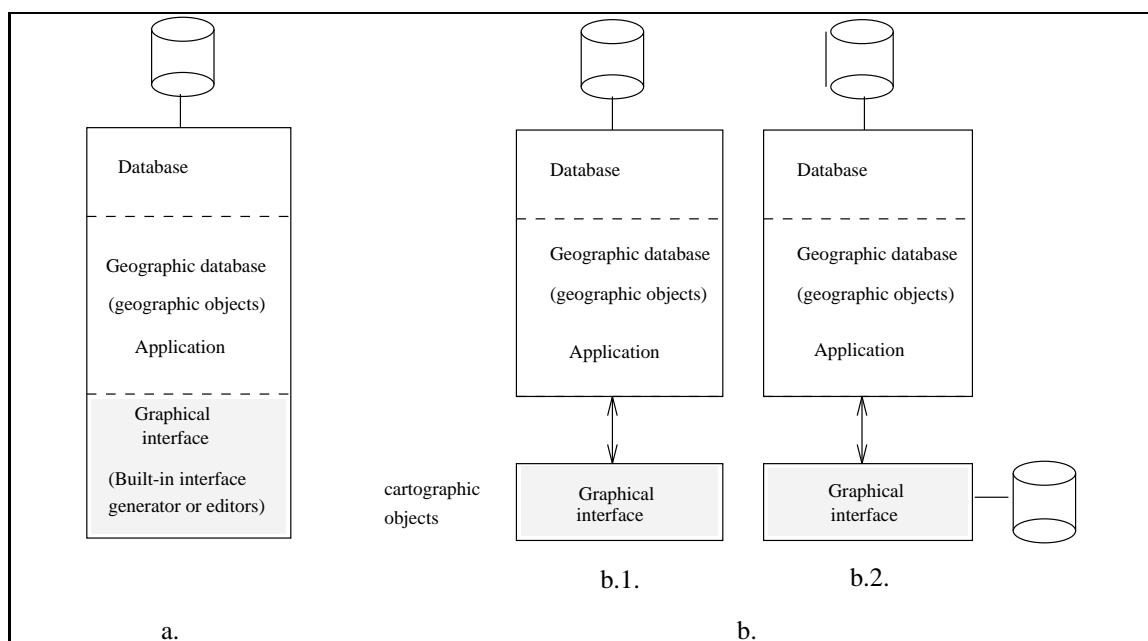 Database
Geographic database
(geographic objects)
Application
Graphical
interface
(Built-in interface
generator or editors)
a.
Database
Geographic database
(geographic objects)
Application
cartographic
objects
Graphical
interface
b.1.
Database
Geographic database
(geographic objects)
Application
Graphical
interface
b.2.
b.